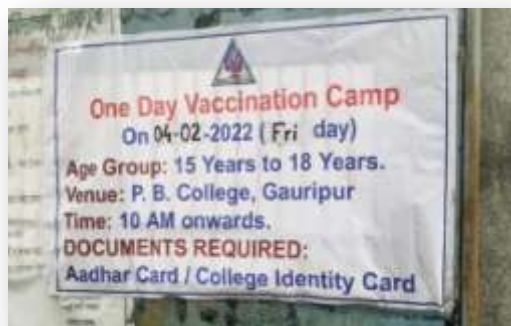 One Day Vaccination Camp
On 04-02-2022 (Fri day)
Age Group: 15 Years to 18 Years.
Venue: P. B. College, Gauripur
Time: 10 AM onwards.
DOCUMENTS REQUIRED:
Aadhar Card / College Identity Card